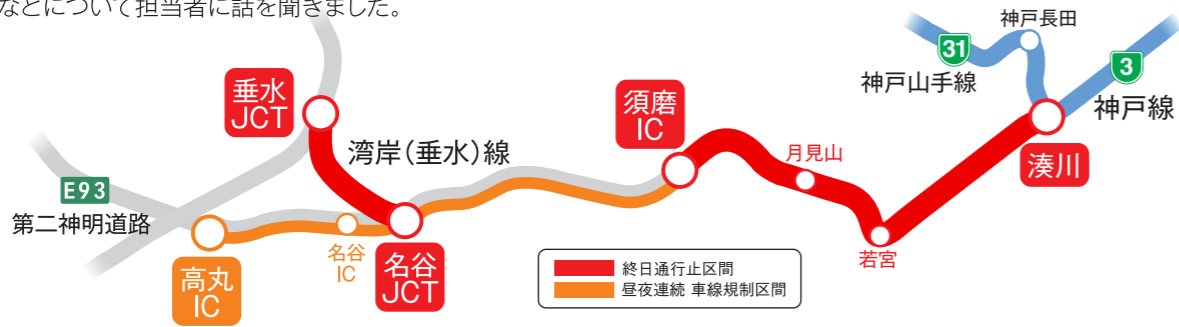 などについて担当者に話を聞きました。
神戸長田
31
神戸山手線
3
神戸線
垂水
JCT
湾岸(垂水)線
須磨
IC
月見山
湊川
E93
第二神明道路
名谷
IC
若宮
高丸
IC
名谷
JCT
終日通行止区間
昼夜連続 車線規制区間